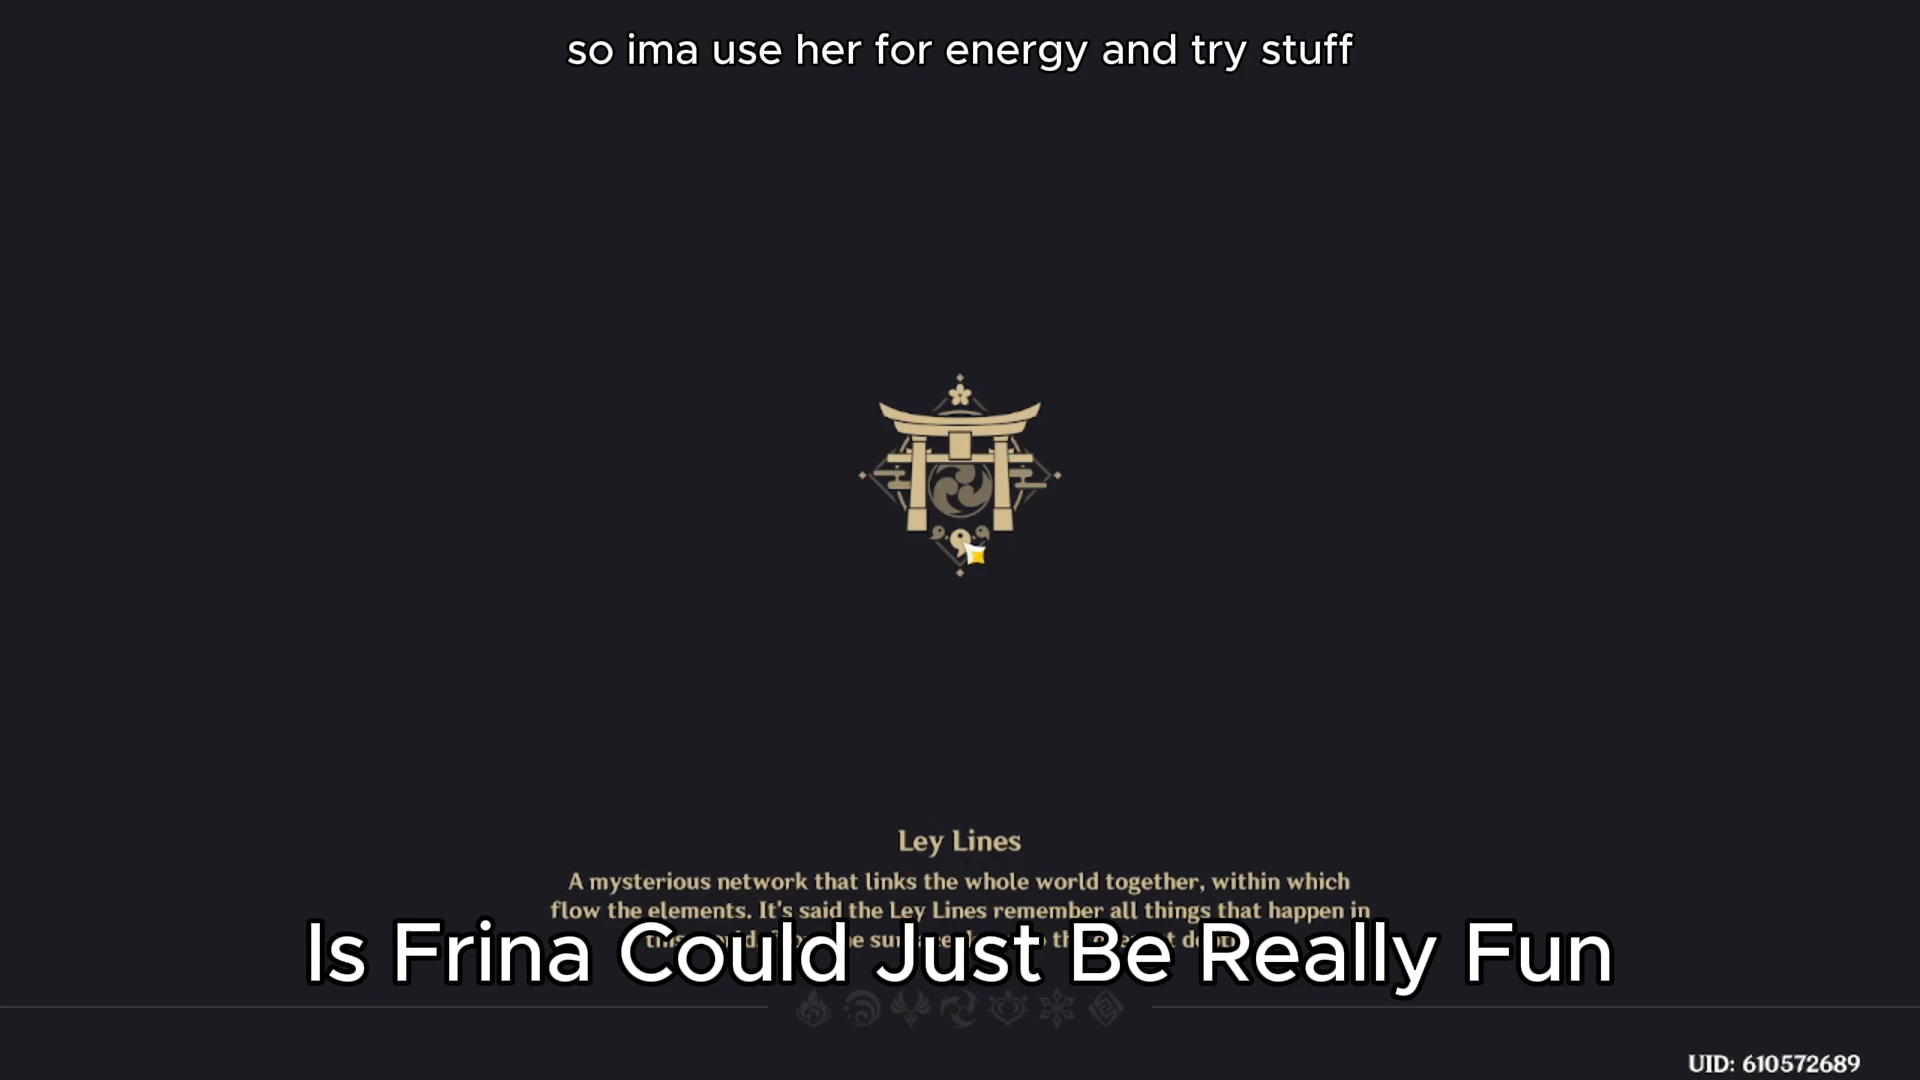 so ima use her for energy and try stuff
Ley Lines
A mysterious network that links the whole world together, within which
flow the elements. It's said the Ley Lines remember all things that happen in
Is Frina Could Just Be Really Fun
UID: 610572689